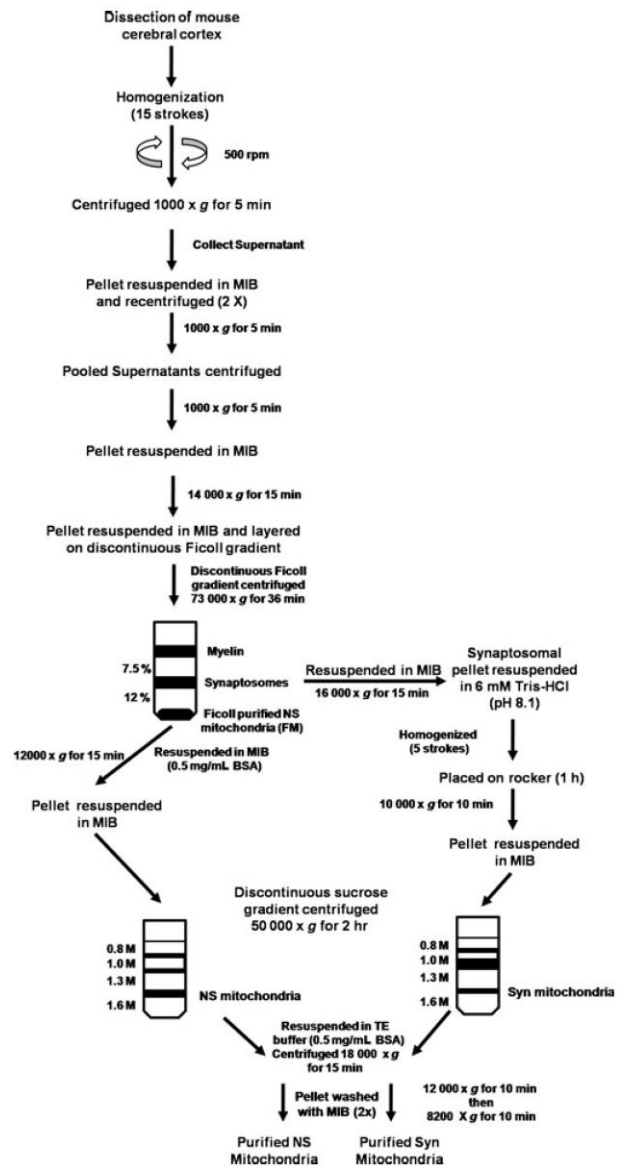 Dissection of mouse
cerebral cortex
Homogenization
(15 strokes)
500 rpm
Centrifuged 1000 x g for 5 min
Collect Supernatant
Pellet resuspended in MIB
and recentrifuged (2 X)
1000 x g for 5 min
Pooled Supernatants centrifuged
1000 x g for 5 min
Pellet resuspended in MIB
14 000 x g for 15 min
Pellet resuspended in MIB and layered
on discontinuous Ficoll gradient
Discontinuous Ficoll
gradient centrifuged
73 000 x g for 36 min
Myelin
7.5 %
Synaptosomes
12 %
Ficoll purified NS
mitochondria (FM)
Resuspended in MIB
16 000 x g for 15 min
Synaptosomal
pellet resuspended
in 6 mM Tris-HCl
(pH 8.1)
Homogenized
(5 strokes)
Placed on rocker (1 h)
10 000 x g for 10 min
Pellet resuspended
in MIB
12000 x g for 15 min
Resuspended in MIB
(0.5 mg/mL BSA)
Pellet resuspended
in MIB
Discontinuous sucrose
gradient centrifuged
50 000 x g for 2 hr
0.8 M
1.0 M
1.3 M
1.6 M
NS mitochondria
0.8 M
1.0 M
1.3 M
1.6 M
Syn mitochondria
Resuspended in TE
buffer (0.5 mg/mL BSA)
Centrifuged 18 000 x g
for 15 min
Pellet washed
with MIB (2x)
12 000 x g for 10 min
then
8200 X g for 10 min
Purified NS
Mitochondria
Purified Syn
Mitochondria